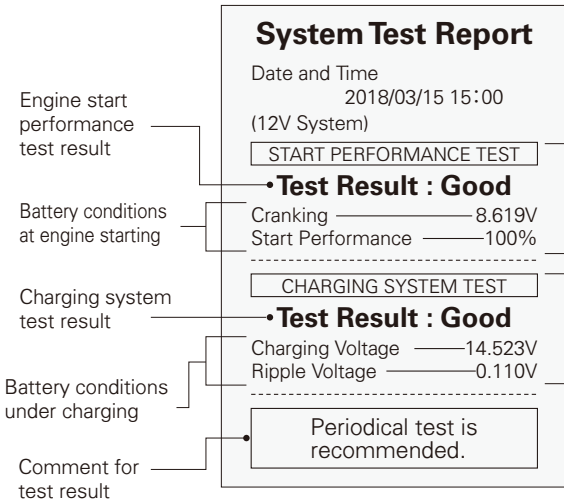 System Test Report
Date and Time
2018/03/15 15:00
(12V System)
START PERFORMANCE TEST
Test Result : Good
Cranking 8.619V
Start Performance 100%
CHARGING SYSTEM TEST
Test Result : Good
Charging Voltage 14.523V
Ripple Voltage 0.110V
Periodical test is
recommended.
Engine start
performance
test result
Battery conditions
at engine starting
Charging system
test result
Battery conditions
under charging
Comment for
test result